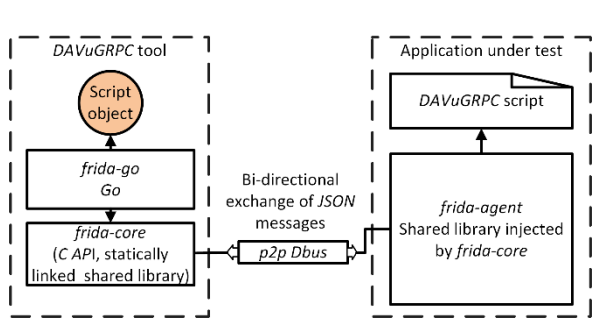 DAVuGRPC tool
Script
object
frida-go
Go
frida-core
(C API, statically
linked shared library)
Bi-directional
exchange of JSON
messages
p2p Dbus
Application under test
DAVuGRPC script
frida-agent
Shared library injected
by frida-core